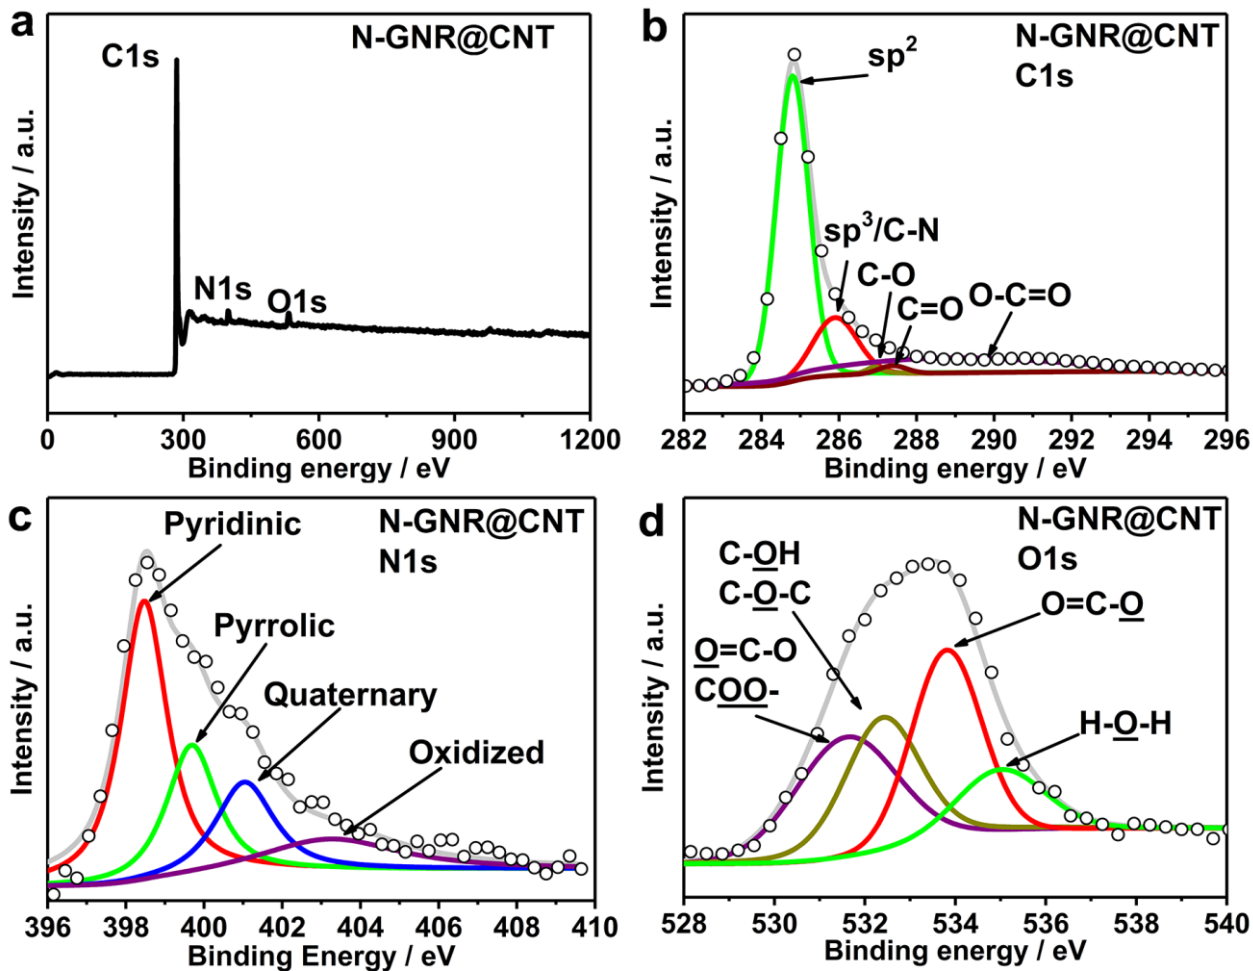 a
N-GNR@CNT
C1s
N1s
O1s
Intensity / a.u.
0 300 600 900 1200
Binding energy / eV
b
N-GNR@CNT
C1s
sp²
sp³/C-N
C-O
C=O
O-C=O
Intensity / a.u.
282 284 286 288 290 292 294 296
Binding energy / eV
c
N-GNR@CNT
N1s
Pyridinic
Pyrrolic
Quaternary
Oxidized
Intensity / a.u.
396 398 400 402 404 406 408 410
Binding Energy / eV
d
N-GNR@CNT
O1s
C-OH
C-O-C
O=C-O
COO-
O=C-O
H-O-H
Intensity / a.u.
528 530 532 534 536 538 540
Binding energy / eV